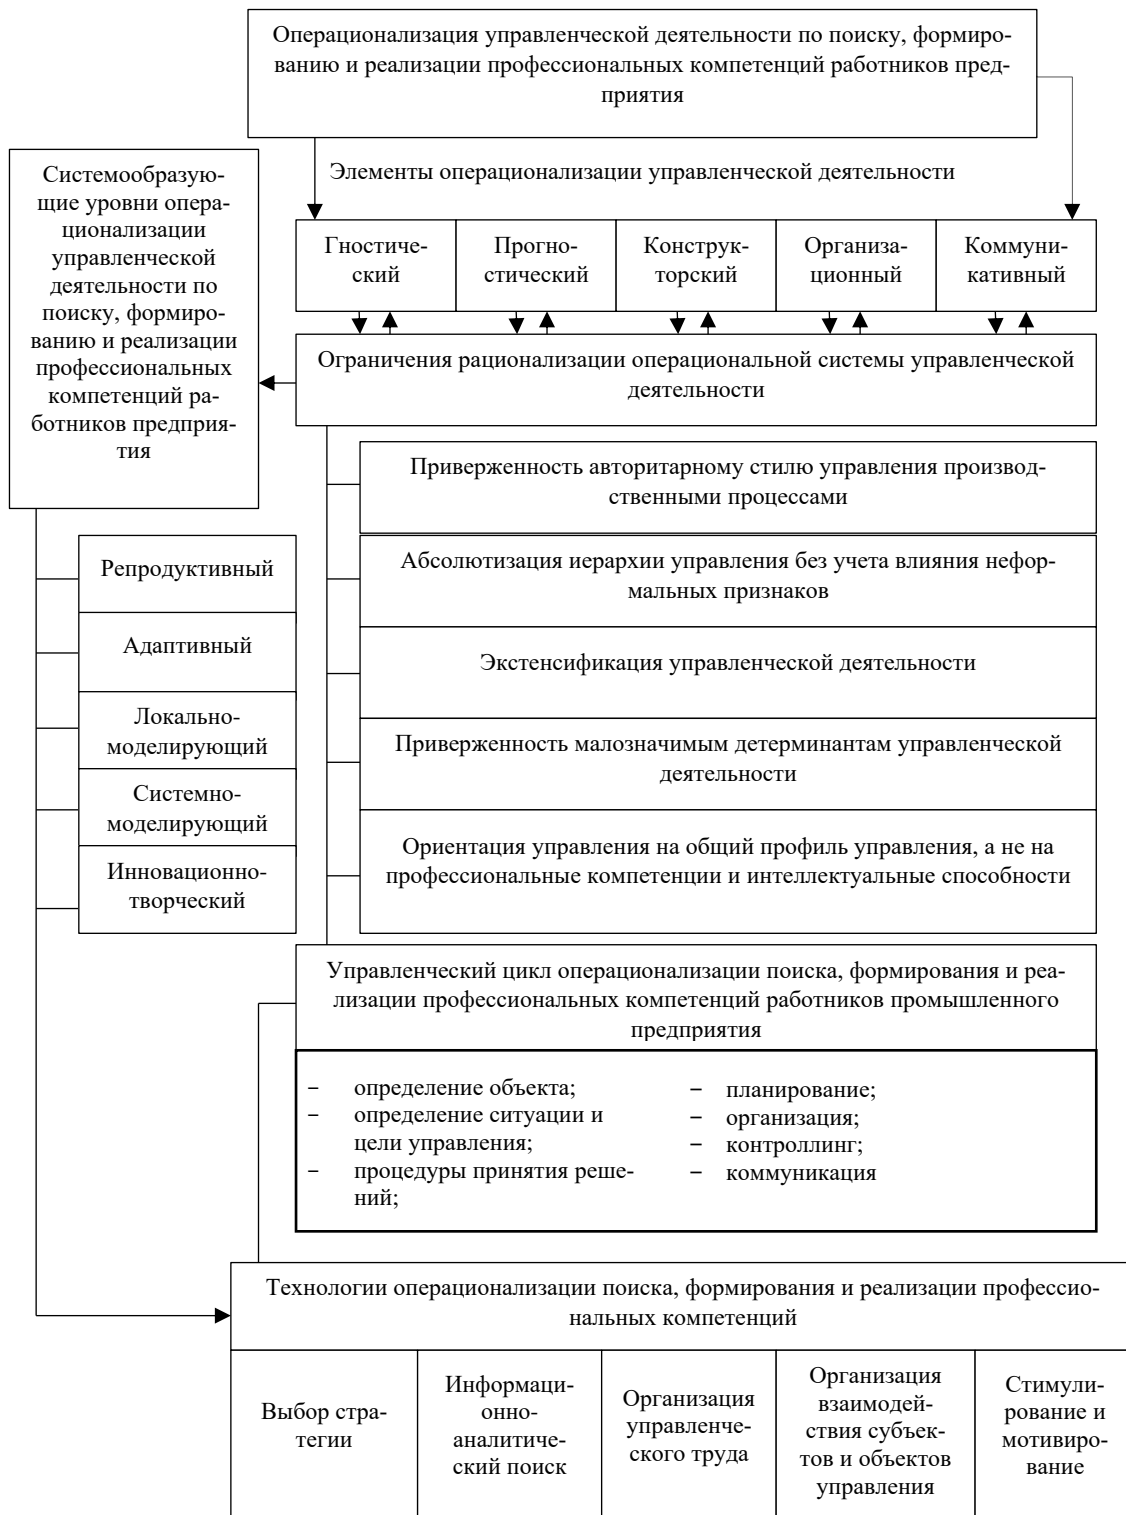 Операционализация управленческой деятельности по поиску, формиро-
ванию и реализации профессиональных компетенций работников пред-
приятия
Элементы операционализации управленческой деятельности
Системообразую-
щие уровни опера-
ционализации
управленческой
деятельности по
поиску, формиро-
ванию и реализации
профессиональных
компетенций ра-
ботников предприя-
тия
Гностиче-
ский
Прогно-
стический
Конструк-
торский
Организа-
ционный
Коммуни-
кативный
Ограничения рационализации операциональной системы управленческой
деятельности
Приверженность авторитарному стилю управления производ-
ственными процессами
Абсолютизация иерархии управления без учета влияния нефор-
мальных признаков
Экстенсификация управленческой деятельности
Приверженность малозначимым детерминантам управленческой
деятельности
Ориентация управления на общий профиль управления, а не на
профессиональные компетенции и интеллектуальные способности
Репродуктивный
Адаптивный
Локально-
моделирующий
Системно-
моделирующий
Инновационно-
творческий
Управленческий цикл операционализации поиска, формирования и реа-
лизации профессиональных компетенций работников промышленного
предприятия
– определение объекта;
– определение ситуации и
цели управления;
– процедуры принятия реше-
ний;
– планирование;
– организация;
– контроллинг;
– коммуникация
Технологии операционализации поиска, формирования и реализации професси-
нальных компетенций
Выбор стра-
тегии
Информаци-
онно-
аналитиче-
ский поиск
Организация
управленче-
ского труда
Организация
взаимодей-
ствия субъек-
тов и объектов
управления
Стимули-
рование и
мотивиро-
вание